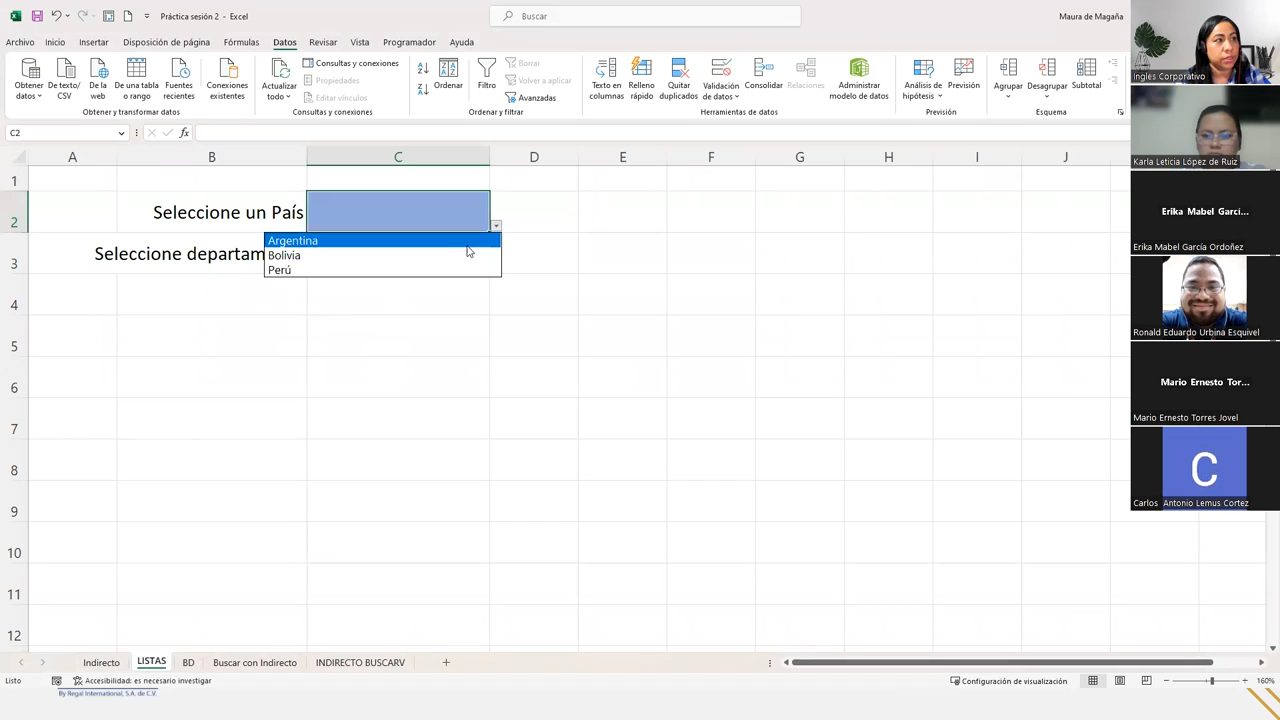 Práctica sesión 2 - Excel
Buscar
Maura de Magaña
Archivo Inicio Insertar Disposición de página Fórmulas Datos Revisar Vista Programador Ayuda
Obtener datos
De texto/CSV
De la web
De una tabla o rango
Fuentes recientes
Conexiones existentes
Obtener y transformar datos
Actualizar todo
Consultas y conexiones
Propiedades
Editar vínculos
Consultas y conexiones
Ordenar
Filtro
Borrar
Volver a aplicar
Avanzadas
Ordenar y filtrar
Texto en columnas
Relleno rápido
Quitar duplicados
Validación de datos
Consolidar
Relaciones
Administrar modelo de datos
Herramientas de datos
Análisis de hipótesis
Previsión
Previsión
Agrupar
Desagrupar
Subtotal
Esquema
C2
fx
A B C D E F G H I J
1
2 Seleccione un País
Argentina
3 Seleccione departam
Bolivia
Perú
4
5
6
7
8
9
10
11
12
Indirecto LISTAS BD Buscar con Indirecto INDIRECTO BUSCARV
Listo
Accesibilidad: es necesario investigar
Configuración de visualización
160%
By Regal International, S.A. de C.V.
Ingles Corporativo
Karla Leticia López de Ruiz
Erika Mabel Garci...
Erika Mabel García Ordoñez
Ronald Eduardo Urbina Esquivel
Mario Ernesto Tor...
Mario Ernesto Torres Jovel
C
Carlos Antonio Lemus Cortez